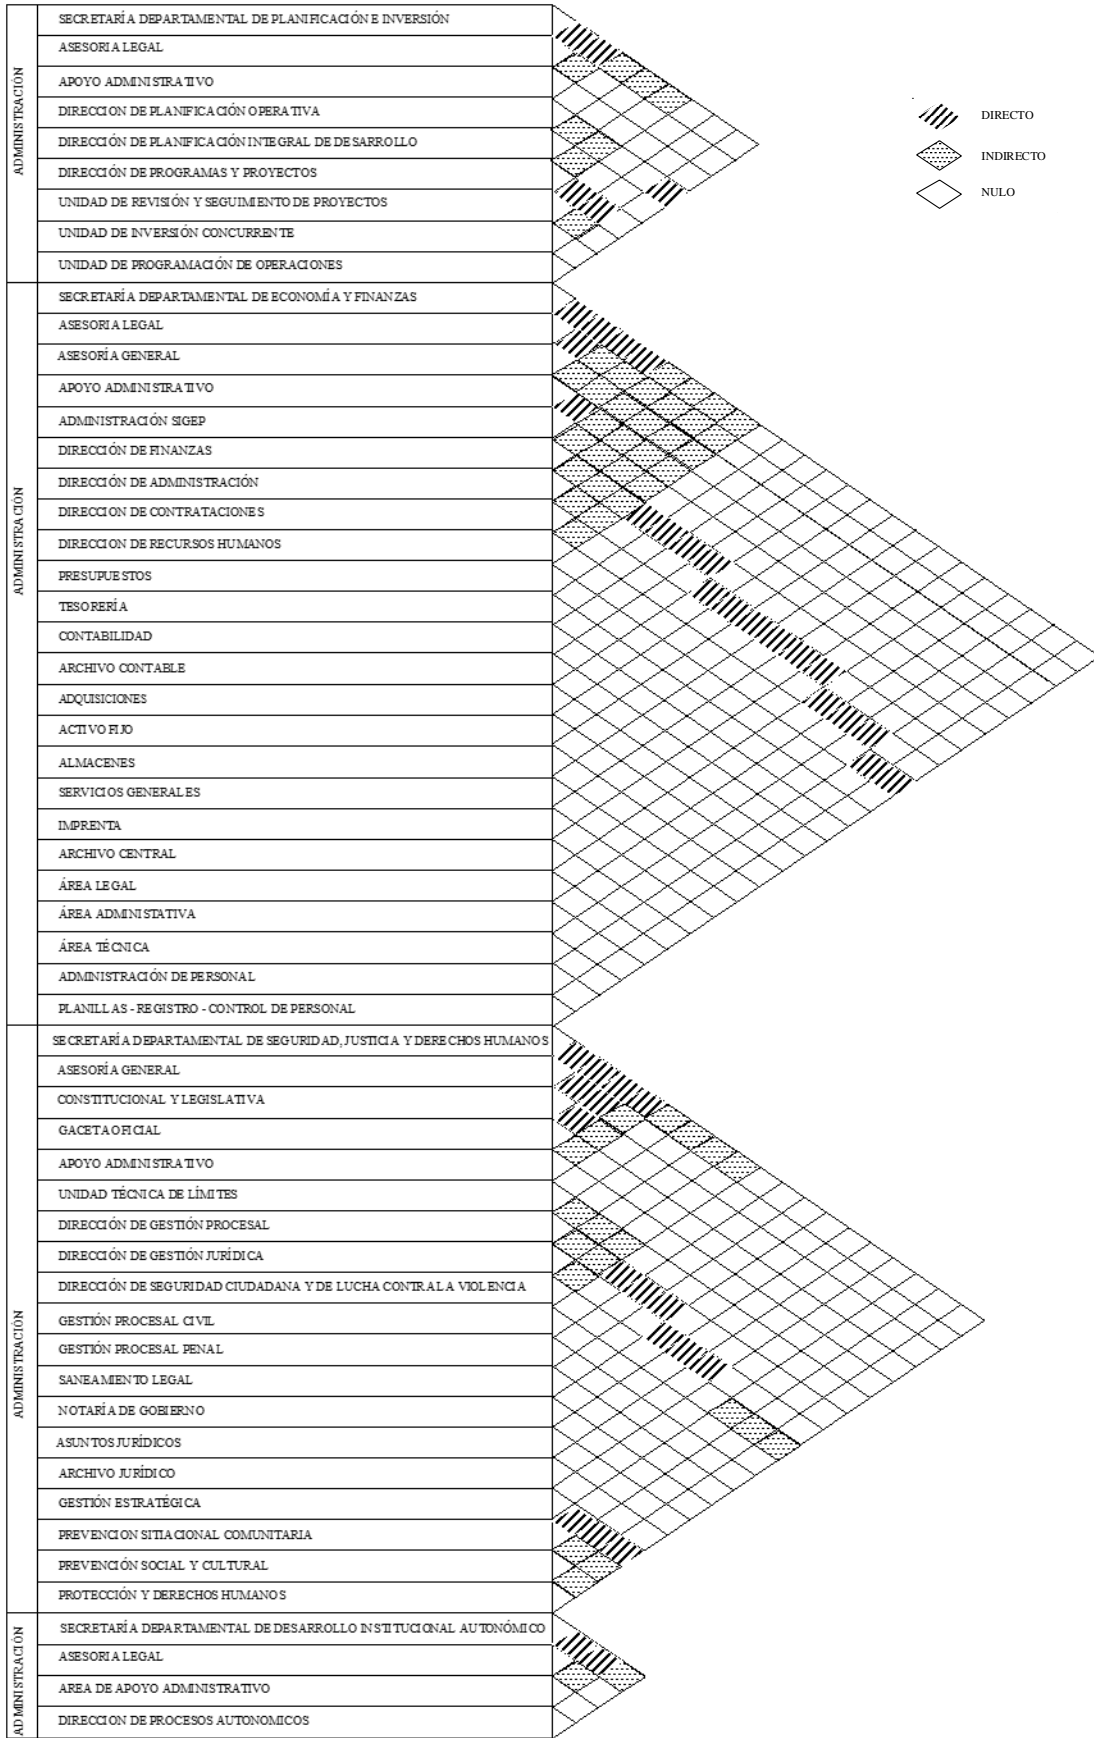 ADMINISTRACIÓN
SECRETARÍA DEPARTAMENTAL DE PLANIFICACIÓN E INVERSIÓN
ASESORIA LEGAL
APOYO ADMINISTRATIVO
DIRECCION DE PLANIFICACIÓN OPERATIVA
DIRECCIÓN DE PLANIFICACIÓN INTEGRAL DE DESARROLLO
DIRECCIÓN DE PROGRAMAS Y PROYECTOS
UNIDAD DE REVISIÓN Y SEGUIMIENTO DE PROYECTOS
UNIDAD DE INVERSIÓN CONCURRENTE
UNIDAD DE PROGRAMACIÓN DE OPERACIONES
DIRECTO
INDIRECTO
NULO
ADMINISTRACIÓN
SECRETARÍA DEPARTAMENTAL DE ECONOMÍA Y FINANZAS
ASESORIA LEGAL
ASESORÍA GENERAL
APOYO ADMINISTRATIVO
ADMINISTRACIÓN SIGEP
DIRECCIÓN DE FINANZAS
DIRECCIÓN DE ADMINISTRACIÓN
DIRECCION DE CONTRATACIONES
DIRECCION DE RECURSOS HUMANOS
PRESUPUESTOS
TESORERÍA
CONTABILIDAD
ARCHIVO CONTABLE
ADQUISICIONES
ACTIVO FIJO
ALMACENES
SERVICIOS GENERALES
IMPRENTA
ARCHIVO CENTRAL
ÁREA LEGAL
ÁREA ADMINISTATIVA
ÁREA TÉCNICA
ADMINISTRACIÓN DE PERSONAL
PLANILLAS - REGISTRO - CONTROL DE PERSONAL
ADMINISTRACIÓN
SECRETARÍA DEPARTAMENTAL DE SEGURIDAD, JUSTICIA Y DERECHOS HUMANOS
ASESORÍA GENERAL
CONSTITUCIONAL Y LEGISLATIVA
GACETA OFICIAL
APOYO ADMINISTRATIVO
UNIDAD TÉCNICA DE LÍMITES
DIRECCIÓN DE GESTIÓN PROCESAL
DIRECCIÓN DE GESTIÓN JURÍDICA
DIRECCIÓN DE SEGURIDAD CIUDADANA Y DE LUCHA CONTRA LA VIOLENCIA
GESTIÓN PROCESAL CIVIL
GESTIÓN PROCESAL PENAL
SANEAMIENTO LEGAL
NOTARÍA DE GOBIERNO
ASUNTOS JURÍDICOS
ARCHIVO JURÍDICO
GESTIÓN ESTRATÉGICA
PREVENCION SITIACIONAL COMUNITARIA
PREVENCIÓN SOCIAL Y CULTURAL
PROTECCIÓN Y DERECHOS HUMANOS
ADMINISTRACIÓN
SECRETARÍA DEPARTAMENTAL DE DESARROLLO INSTITUCIONAL AUTONÓMICO
ASESORIA LEGAL
AREA DE APOYO ADMINISTRATIVO
DIRECCION DE PROCESOS AUTONOMICOS